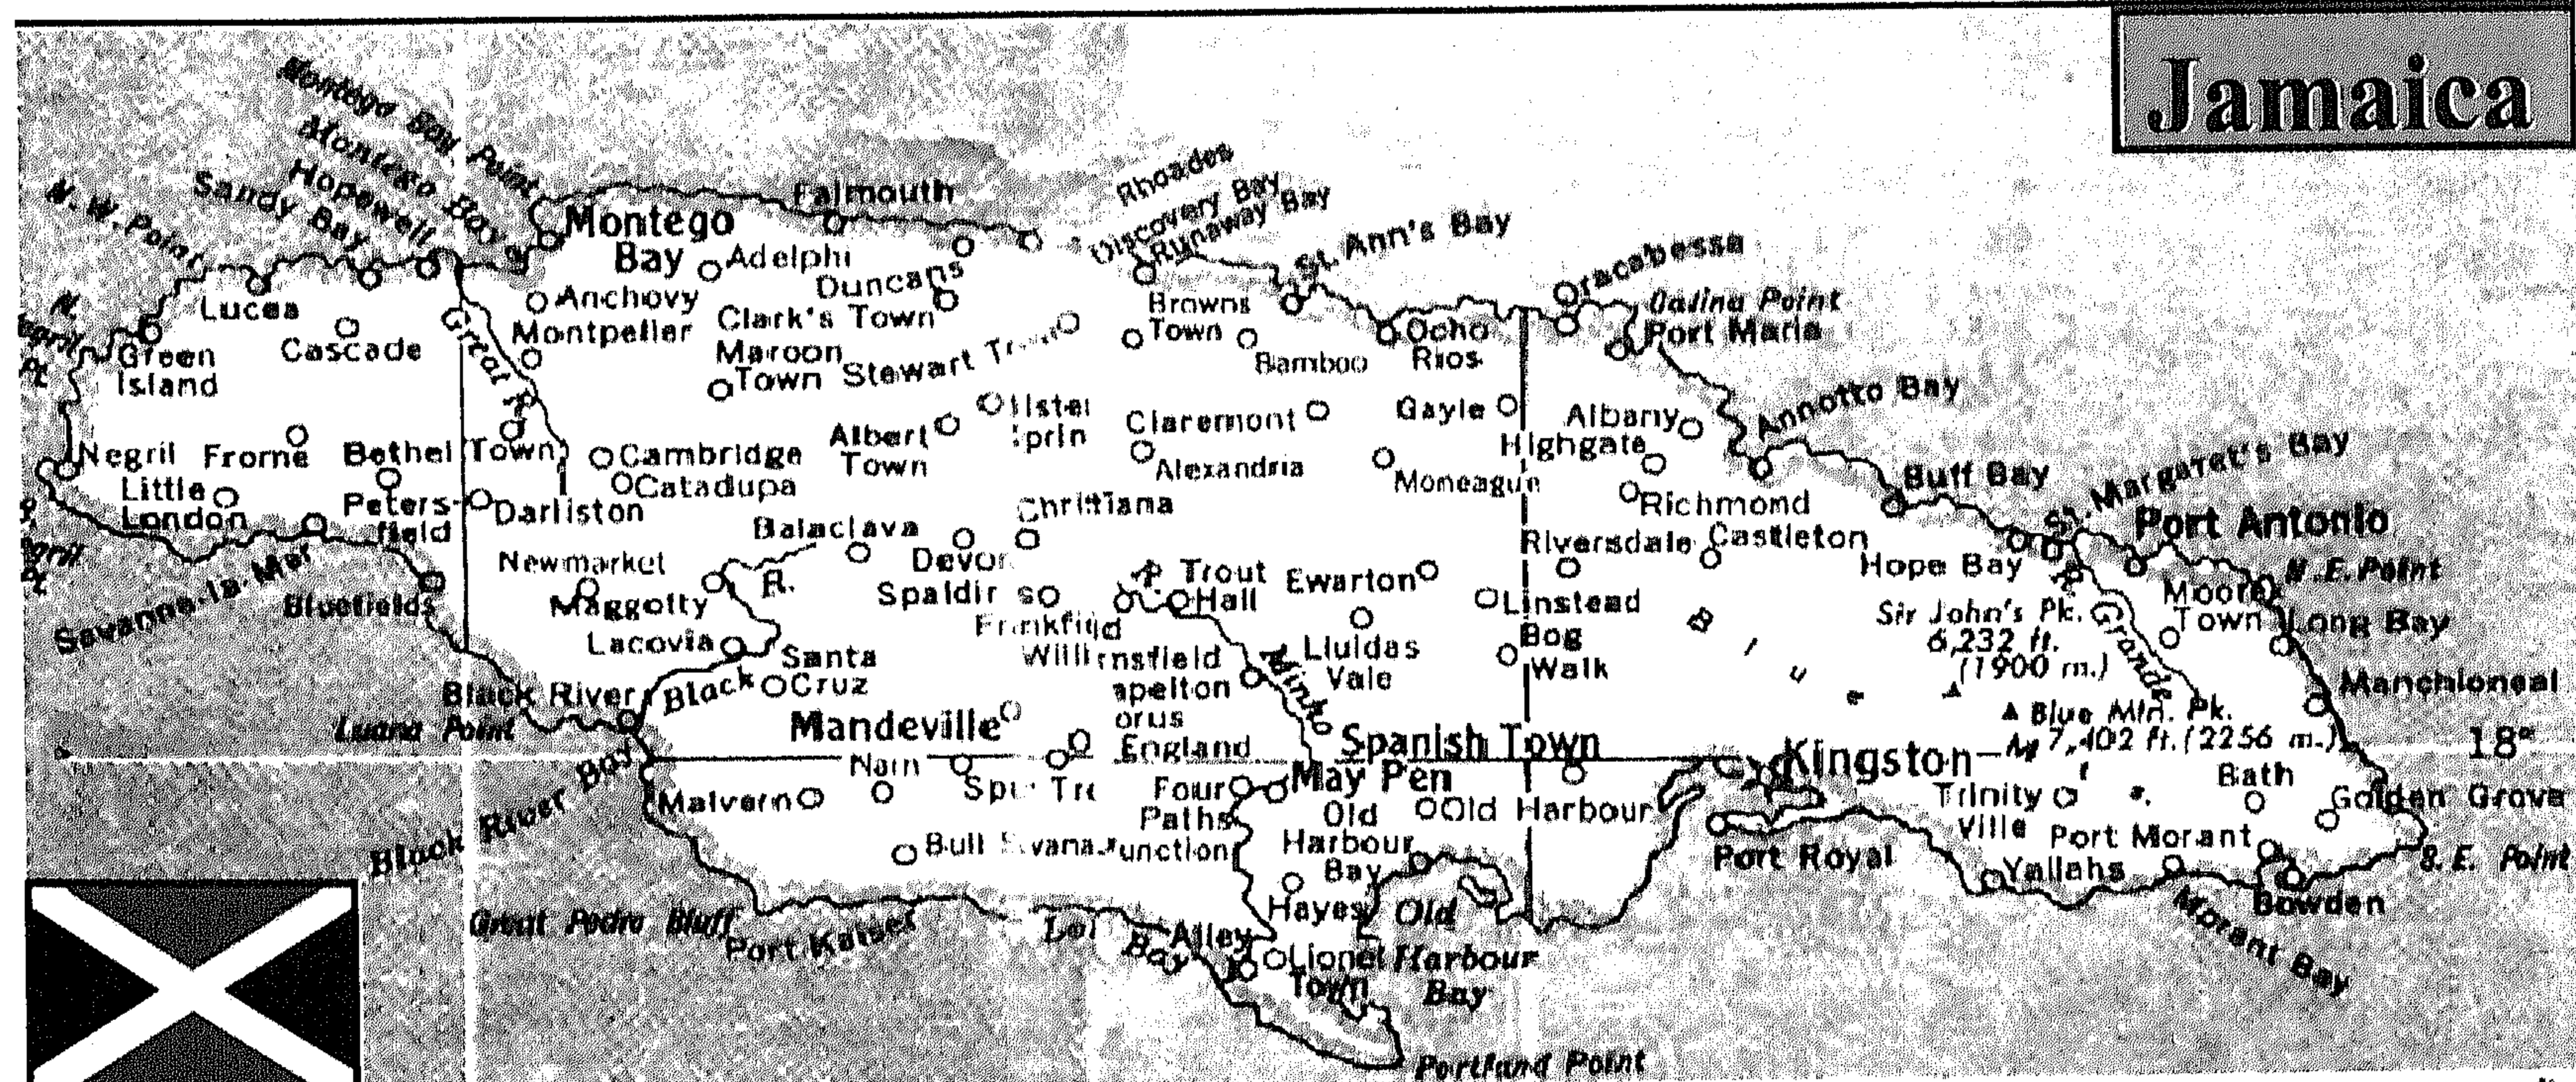 Jamaica
Montego Bay Point
Montego Bay
Hopewell
Sandy Bay
N. W. Point
Falmouth
Rhoades
Discovery Bay
Runaway Bay
St. Ann's Bay
Oracabessa
Galina Point
Port Maria
Montego
Bay
Adelphi
Duncans
Lucea
Anchovy
Clark's Town
Browns
Town
Ocho
Rios
Green
Island
Cascade
Great R.
Montpelier
Maroon
Town
Stewart
Bamboo
Gayle
Albany
Annotto Bay
Claremont
Highgate
Albert
Town
Negril
Frome
Bethel Town
Cambridge
Catadupa
Alexandria
Moneague
Richmond
Buff Bay
St. Margaret's Bay
Port Antonio
Little
London
Peters-
field
Darliston
Christiana
Balaclava
Riversdale
Castleton
Hope Bay
N. E. Point
Newmarket
R.
Trout
Hall
Ewarton
Linstead
Moore
Town
Long Bay
Savanna-la-Mar
Bluefields
Maggotty
Sir John's Pk.
6,232 ft.
(1900 m.)
Grande
Lacovia
Santa
Cruz
Lluidas
Vale
Bog
Walk
B l u e
Minho
Manchioneal
Black River
Black
Luana Point
Mandeville
England
Spanish Town
Blue Mtn. Pk.
7,402 ft. (2256 m.)
18°
Kingston
Black River Bay
Malvern
Four
Paths
May Pen
Old
Harbour
Bay
Old Harbour
Trinity
Ville
Bath
Golden Grove
Port Morant
Port Royal
Yallahs
S. E. Point
Bull
Hayes
Old
Harbour
Bay
Bowden
Morant Bay
Great Pedro Bluff
Port Kaiser
Bay
Alley
Lionel
Town
Portland Point